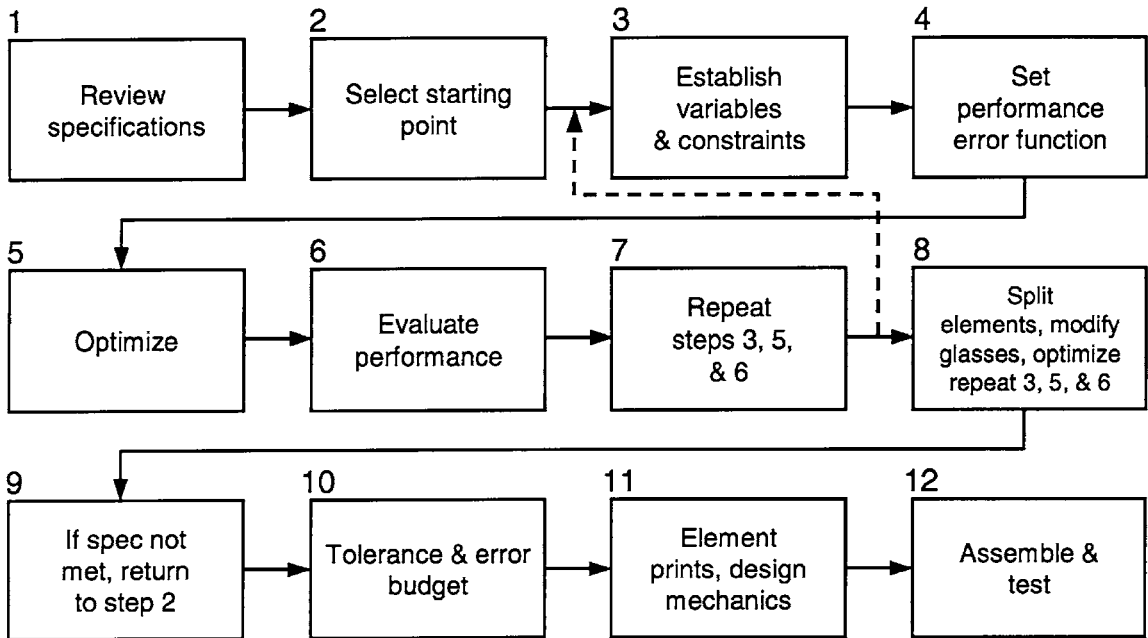 1
Review
specifications
2
Select starting
point
3
Establish
variables
& constraints
4
Set
performance
error function
5
Optimize
6
Evaluate
performance
7
Repeat
steps 3, 5,
& 6
8
Split
elements, modify
glasses, optimize
repeat 3, 5, & 6
9
If spec not
met, return
to step 2
10
Tolerance & error
budget
11
Element
prints, design
mechanics
12
Assemble &
test